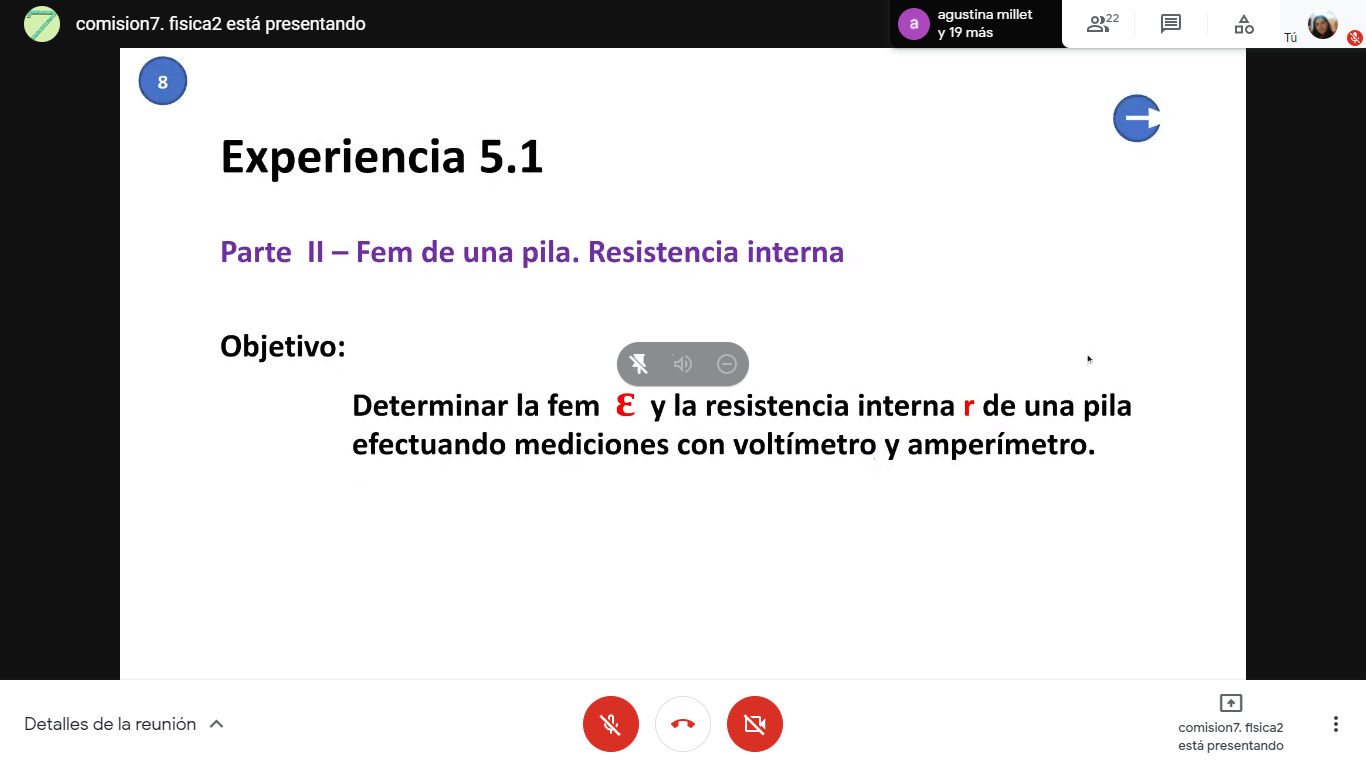 comision7. fisica2 está presentando
a
agustina millet
y 19 más
22
Tú
8
Experiencia 5.1
Parte II – Fem de una pila. Resistencia interna
Objetivo:
Determinar la fem ε y la resistencia interna r de una pila
efectuando mediciones con voltímetro y amperímetro.
Detalles de la reunión
comision7. fisica2
está presentando